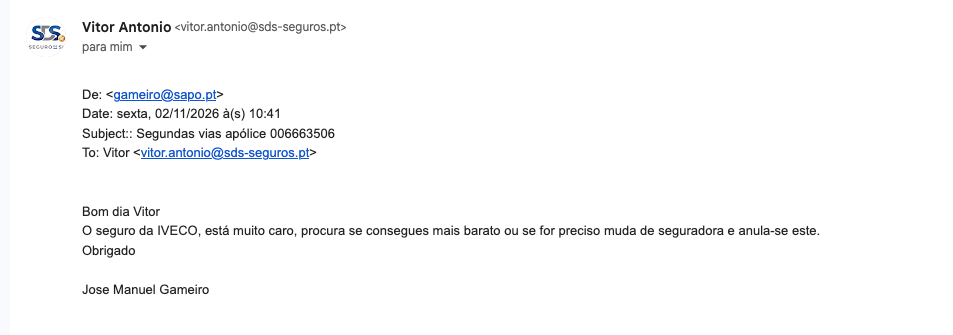 SDS
SEGUROS
Vitor Antonio <vitor.antonio@sds-seguros.pt>
para mim
De: <gameiro@sapo.pt>
Date: sexta, 02/11/2026 à(s) 10:41
Subject:: Segundas vias apólice 006663506
To: Vitor <vitor.antonio@sds-seguros.pt>
Bom dia Vitor
O seguro da IVECO, está muito caro, procura se consegues mais barato ou se for preciso muda de seguradora e anula-se este.
Obrigado
Jose Manuel Gameiro